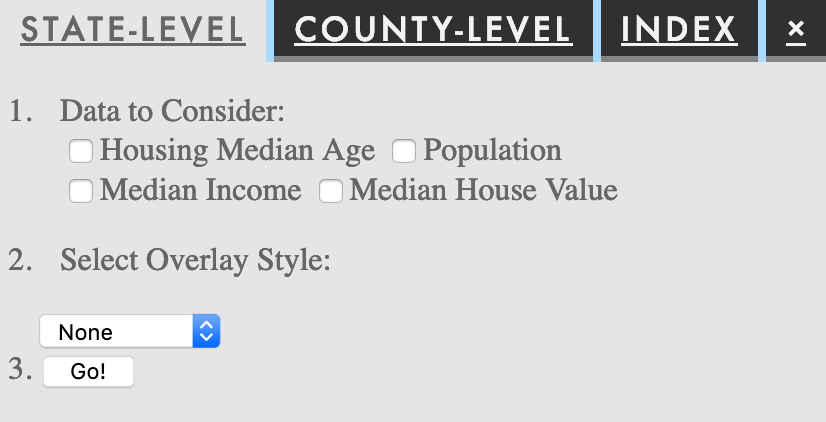 STATE-LEVEL COUNTY-LEVEL INDEX ×
1. Data to Consider:
Housing Median Age Population
Median Income Median House Value
2. Select Overlay Style:
None
3. Go!